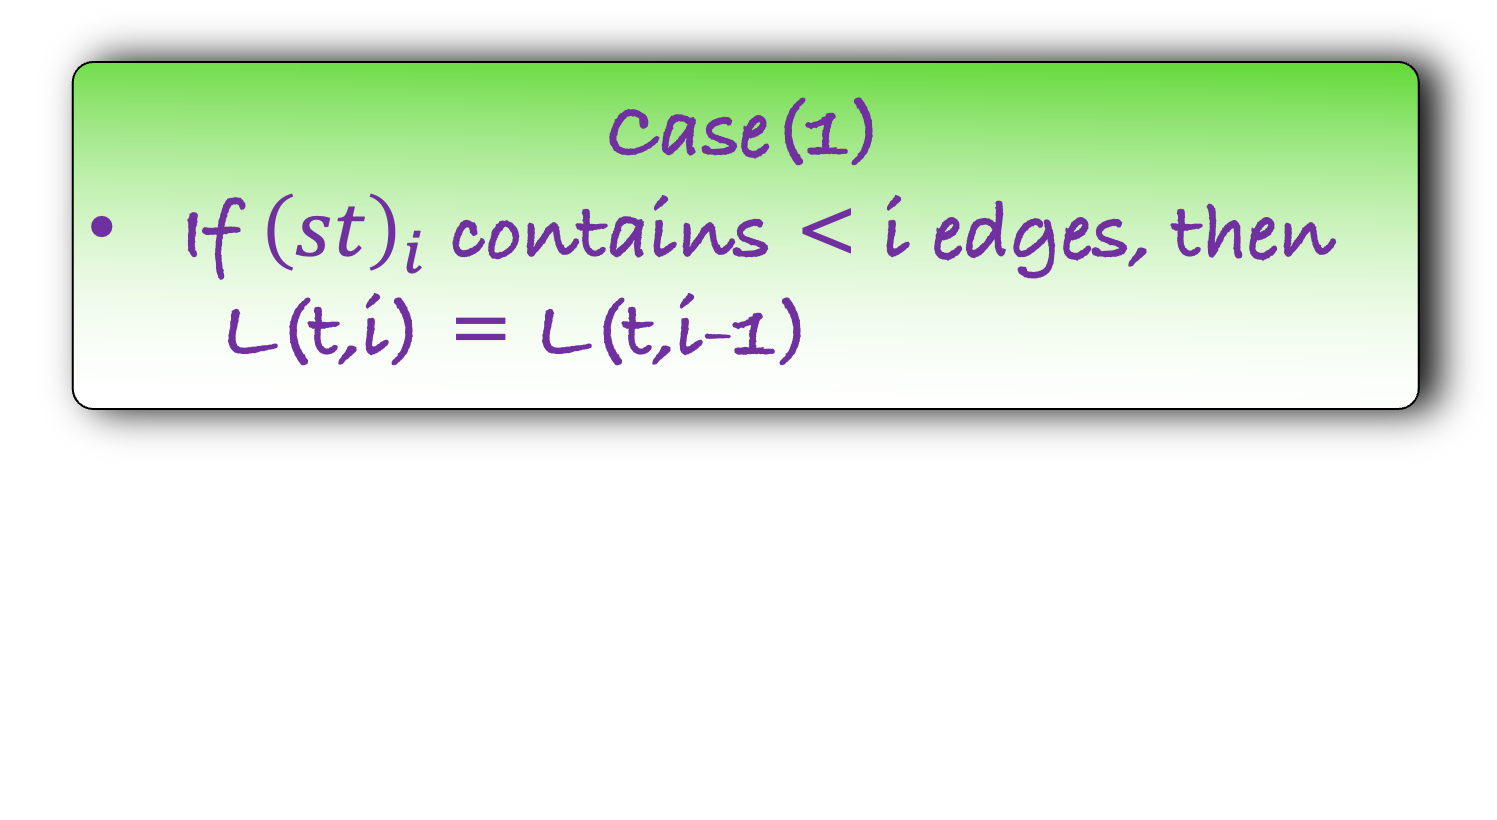 Case(1)
• If (st)ᵢ contains < i edges, then
L(t,i) = L(t,i-1)